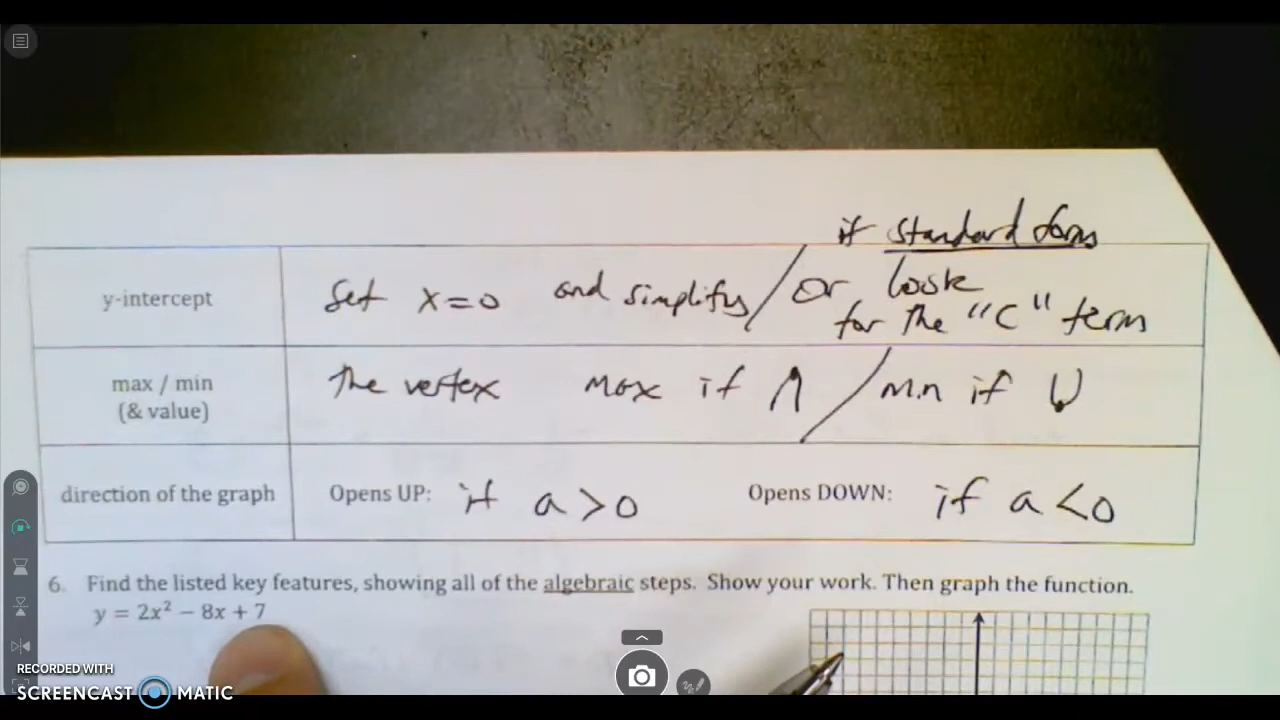 if standard form
y-intercept Set x=0 and simplify / or look for the "C" term
max / min (& value) The vertex max if ⋂ / min if ⋃
direction of the graph Opens UP: if a>0 Opens DOWN: if a<0
6. Find the listed key features, showing all of the algebraic steps. Show your work. Then graph the function.
y = 2x² − 8x + 7
RECORDED WITH
SCREENCAST MATIC